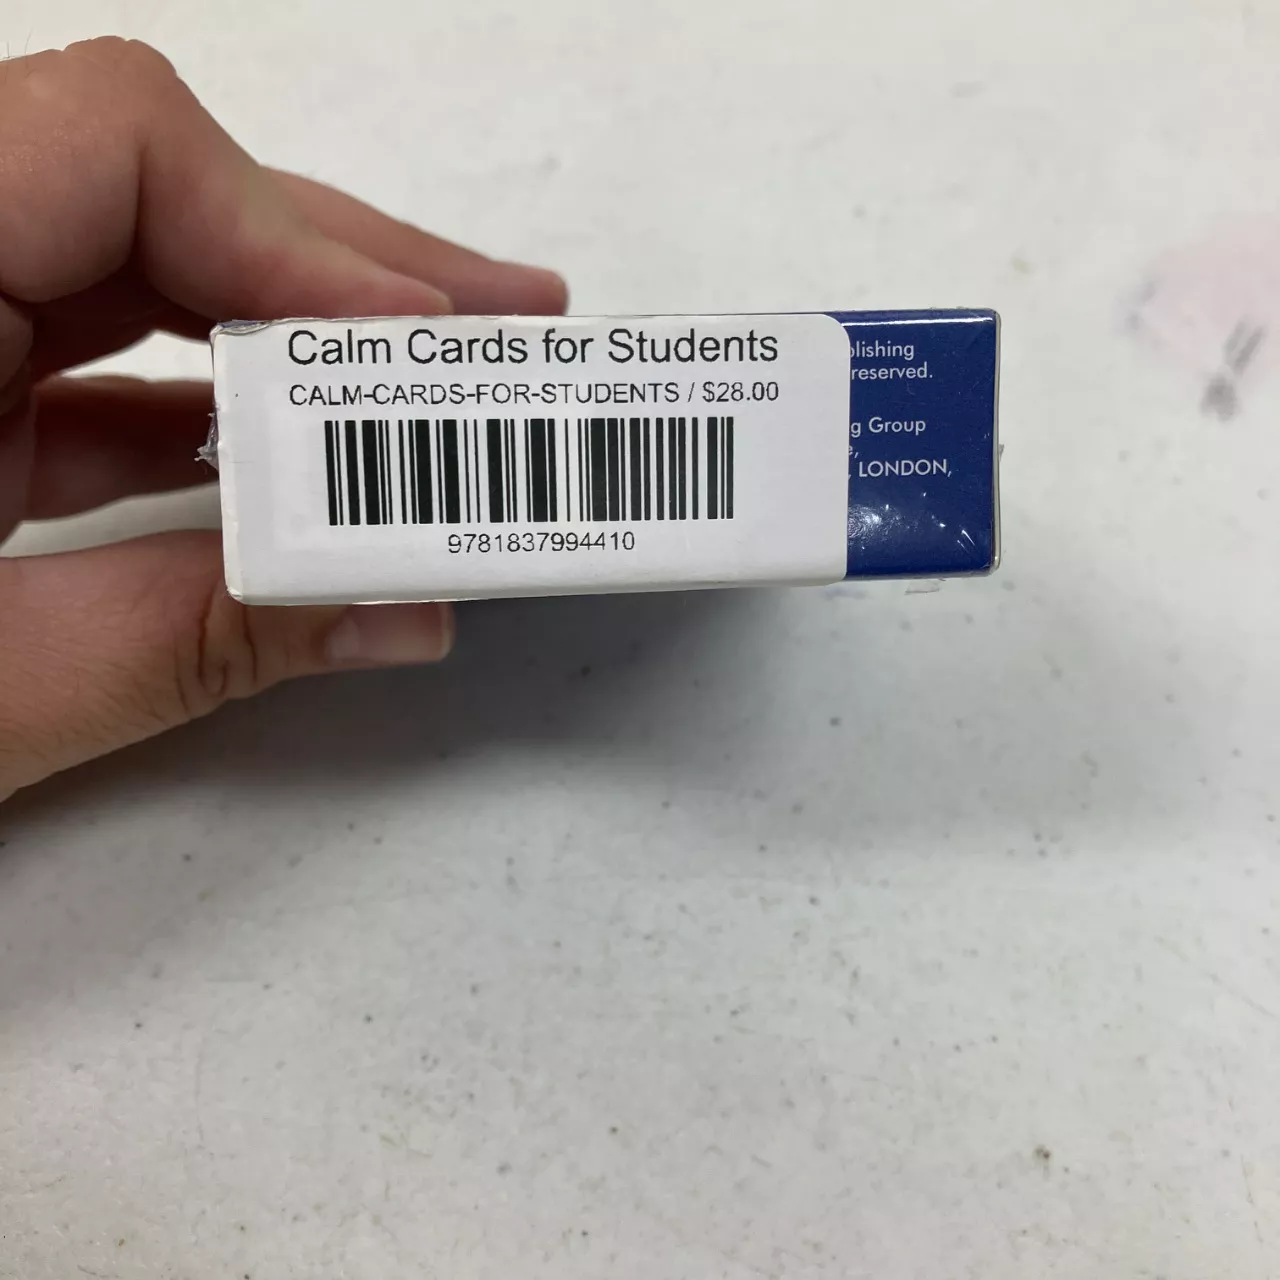 Calm Cards for Students
CALM-CARDS-FOR-STUDENTS / $28.00
9781837994410
reserved.
Group
LONDON,